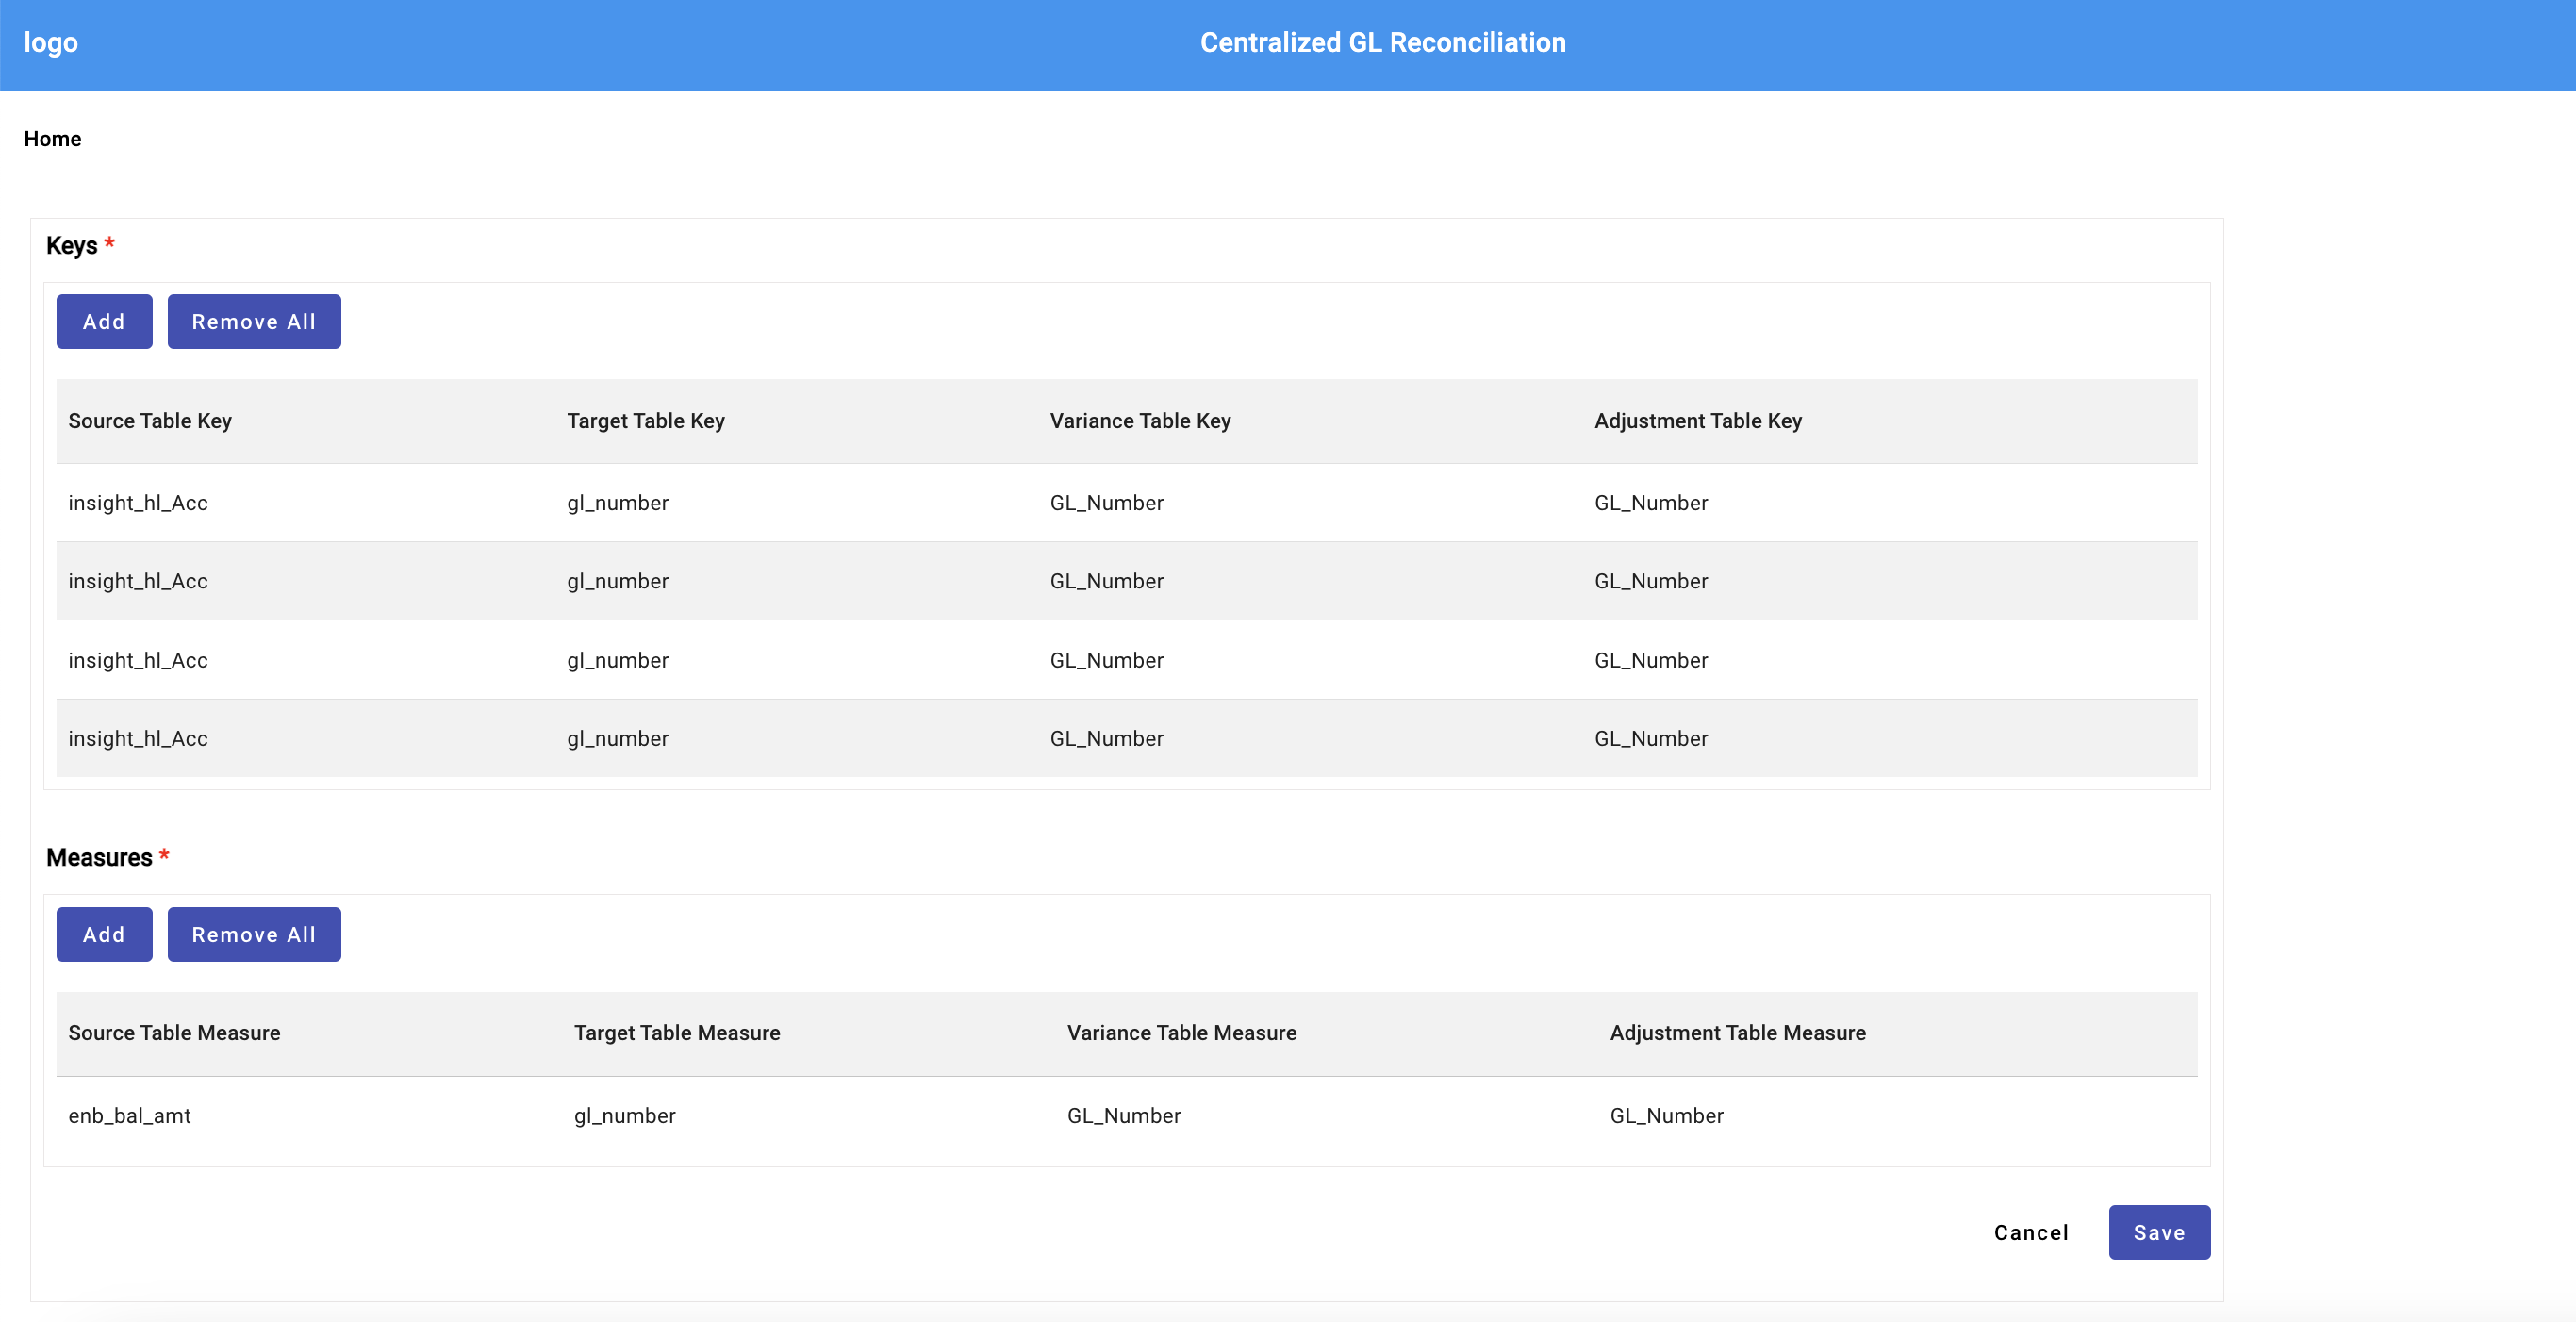 logo
Centralized GL Reconciliation
Home
Keys *
Add Remove All
Source Table Key Target Table Key Variance Table Key Adjustment Table Key
insight_hl_Acc gl_number GL_Number GL_Number
insight_hl_Acc gl_number GL_Number GL_Number
insight_hl_Acc gl_number GL_Number GL_Number
insight_hl_Acc gl_number GL_Number GL_Number
Measures *
Add Remove All
Source Table Measure Target Table Measure Variance Table Measure Adjustment Table Measure
enb_bal_amt gl_number GL_Number GL_Number
Cancel Save